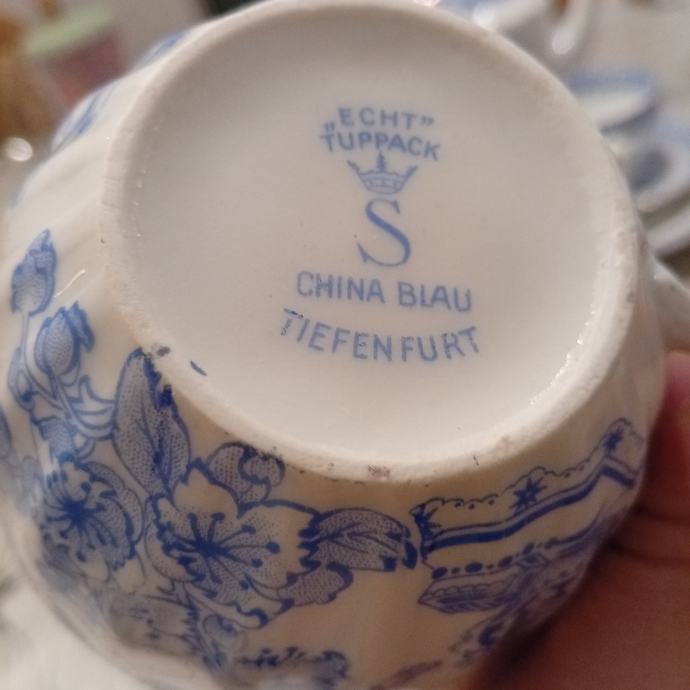 „ECHT”
TUPPACK
S
CHINA BLAU
TIEFENFURT